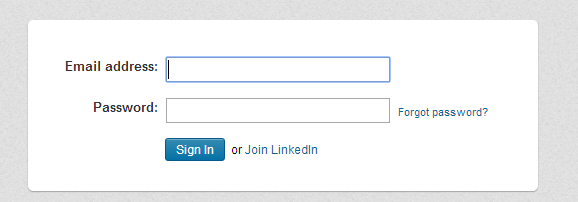 Email address:
Password:
Forgot password?
Sign In or Join LinkedIn